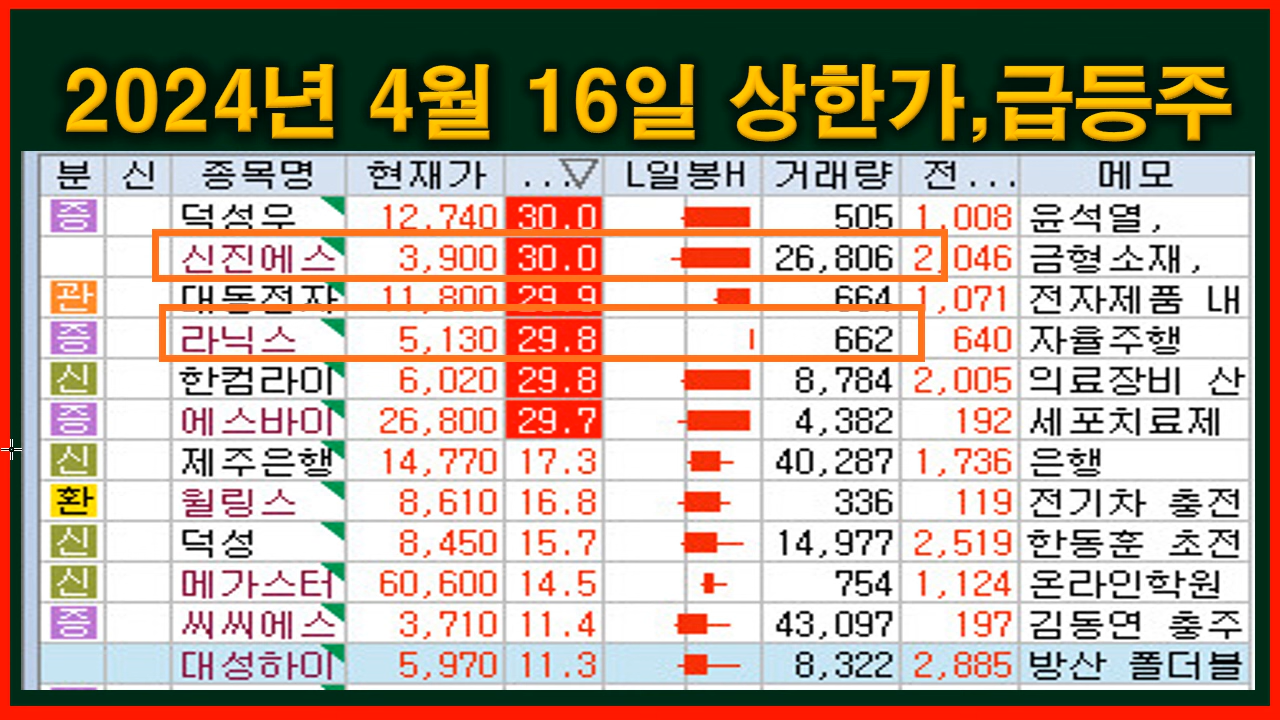 2024년 4월 16일 상한가,급등주
분 신 종목명 현재가 ...▽ L일봉H 거래량 전... 메모
증 덕성우 12,740 30.0 505 1,008 윤석열,
신진에스 3,900 30.0 26,806 2,046 금형소재,
관 대동전자 11,800 29.9 664 1,071 전자제품 내
증 라닉스 5,130 29.8 662 640 자율주행
신 한컴라이 6,020 29.8 8,784 2,005 의료장비 산
증 에스바이 26,800 29.7 4,382 192 세포치료제
신 제주은행 14,770 17.3 40,287 1,736 은행
환 윌링스 8,610 16.8 336 119 전기차 충전
신 덕성 8,450 15.7 14,977 2,519 한동훈 초전
신 메가스터 60,600 14.5 754 1,124 온라인학원
증 씨씨에스 3,710 11.4 43,097 197 김동연 충주
대성하이 5,970 11.3 8,322 2,885 방산 폴더블